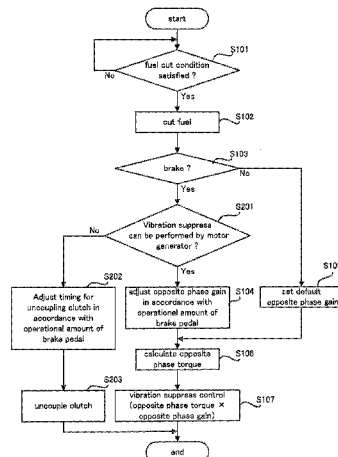 start
S101
fuel cut condition
satisfied ?
No
Yes
S102
cut fuel
S103
brake ?
No
Yes
S201
Vibration suppress
can be performed by motor
generator ?
No
Yes
S202
Adjust timing for
uncoupling clutch in
accordance with
operational amount of
brake pedal
S104
adjust opposite phase gain
in accordance with
operational amount of
brake pedal
set default
opposite phase gain
S106
calculate opposite
phase torque
S203
uncouple clutch
S107
vibration suppress control
(opposite phase torque ×
opposite phase gain)
end